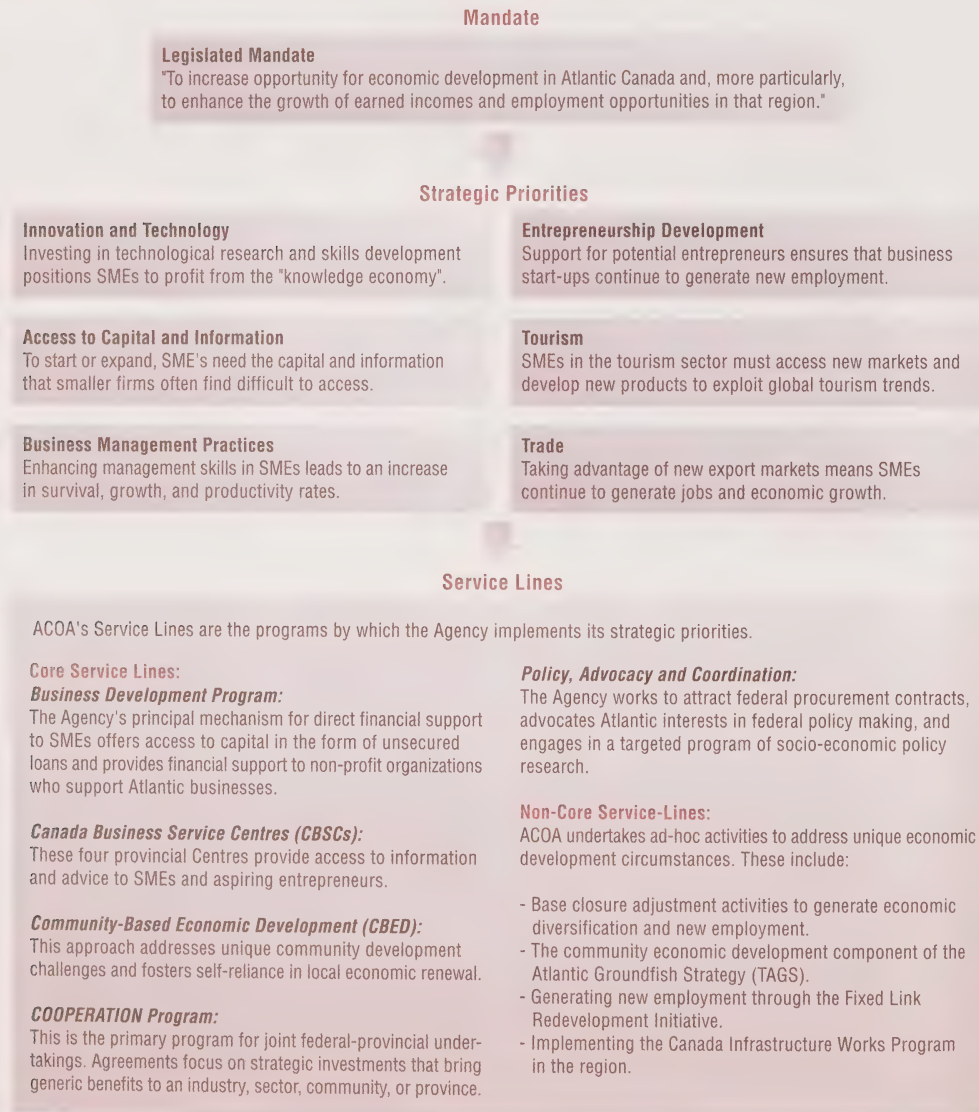 Mandate
Legislated Mandate
"To increase opportunity for economic development in Atlantic Canada and, more particularly,
to enhance the growth of earned incomes and employment opportunities in that region."
Strategic Priorities
Innovation and Technology
Investing in technological research and skills development
positions SMEs to profit from the "knowledge economy".
Access to Capital and Information
To start or expand, SME's need the capital and information
that smaller firms often find difficult to access.
Business Management Practices
Enhancing management skills in SMEs leads to an increase
in survival, growth, and productivity rates.
Entrepreneurship Development
Support for potential entrepreneurs ensures that business
start-ups continue to generate new employment.
Tourism
SMEs in the tourism sector must access new markets and
develop new products to exploit global tourism trends.
Trade
Taking advantage of new export markets means SMEs
continue to generate jobs and economic growth.
Service Lines
ACOA's Service Lines are the programs by which the Agency implements its strategic priorities.
Core Service Lines:
Business Development Program:
The Agency's principal mechanism for direct financial support
to SMEs offers access to capital in the form of unsecured
loans and provides financial support to non-profit organizations
who support Atlantic businesses.
Canada Business Service Centres (CBSCs):
These four provincial Centres provide access to information
and advice to SMEs and aspiring entrepreneurs.
Community-Based Economic Development (CBED):
This approach addresses unique community development
challenges and fosters self-reliance in local economic renewal.
COOPERATION Program:
This is the primary program for joint federal-provincial under-
takings. Agreements focus on strategic investments that bring
generic benefits to an industry, sector, community, or province.
Policy, Advocacy and Coordination:
The Agency works to attract federal procurement contracts,
advocates Atlantic interests in federal policy making, and
engages in a targeted program of socio-economic policy
research.
Non-Core Service-Lines:
ACOA undertakes ad-hoc activities to address unique economic
development circumstances. These include:
- Base closure adjustment activities to generate economic
diversification and new employment.
- The community economic development component of the
Atlantic Groundfish Strategy (TAGS).
- Generating new employment through the Fixed Link
Redevelopment Initiative.
- Implementing the Canada Infrastructure Works Program
in the region.